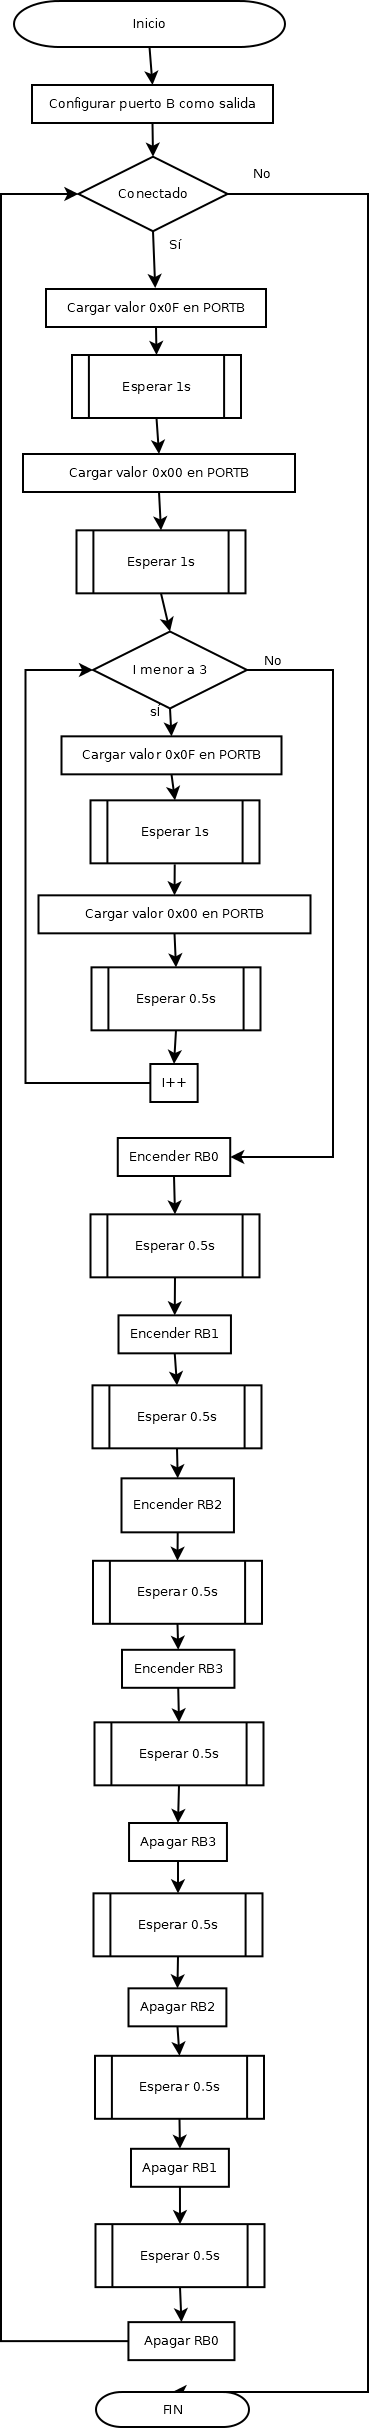 Inicio
Configurar puerto B como salida
Conectado
No
Sí
Cargar valor 0x0F en PORTB
Esperar 1s
Cargar valor 0x00 en PORTB
Esperar 1s
I menor a 3
No
sí
Cargar valor 0x0F en PORTB
Esperar 1s
Cargar valor 0x00 en PORTB
Esperar 0.5s
I++
Encender RB0
Esperar 0.5s
Encender RB1
Esperar 0.5s
Encender RB2
Esperar 0.5s
Encender RB3
Esperar 0.5s
Apagar RB3
Esperar 0.5s
Apagar RB2
Esperar 0.5s
Apagar RB1
Esperar 0.5s
Apagar RB0
FIN